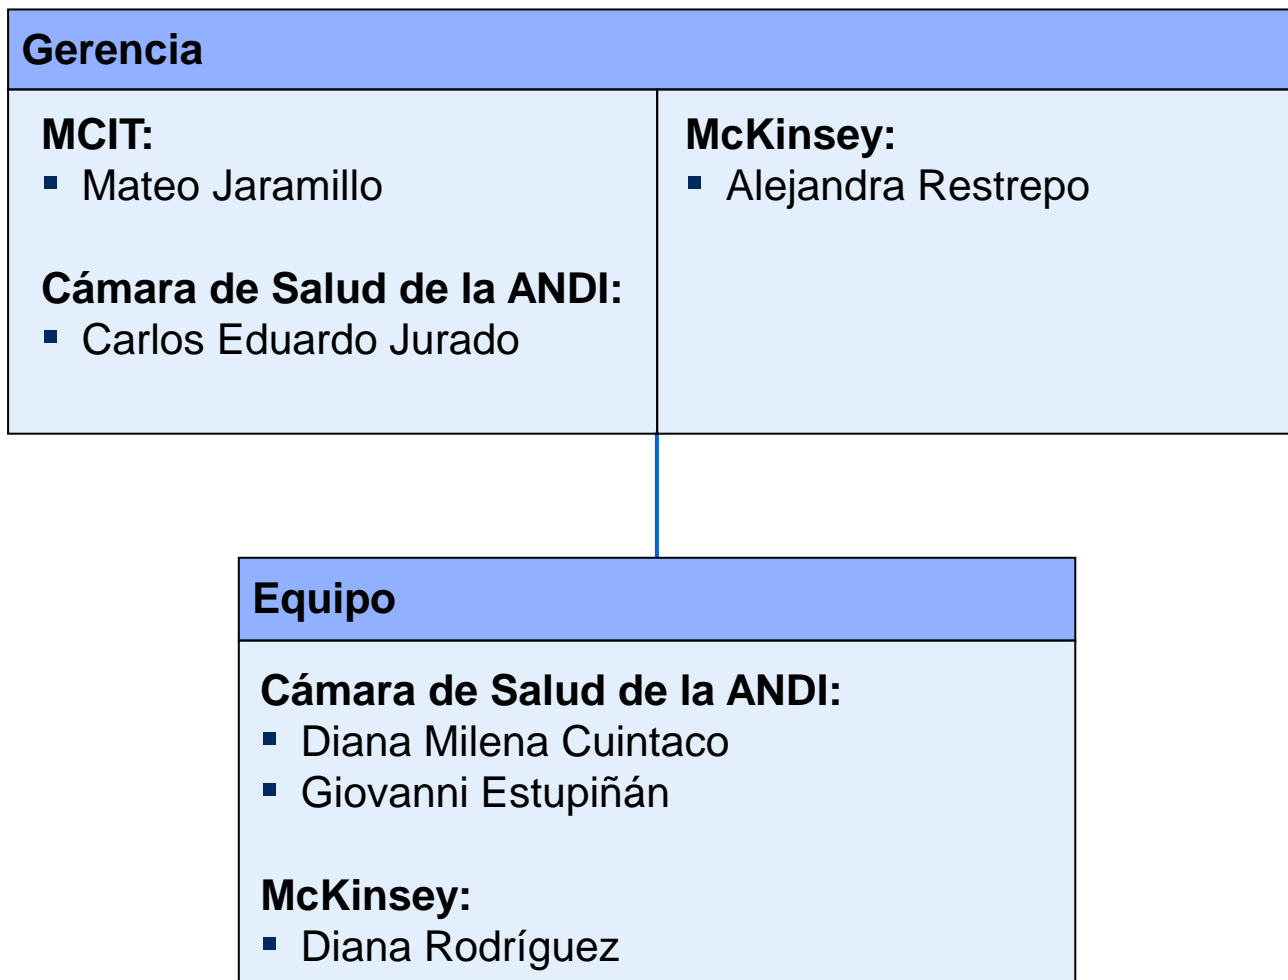 Gerencia
MCIT:
Mateo Jaramillo
Cámara de Salud de la ANDI:
Carlos Eduardo Jurado
McKinsey:
Alejandra Restrepo
Equipo
Cámara de Salud de la ANDI:
Diana Milena Cuintaco
Giovanni Estupiñán
McKinsey:
Diana Rodríguez